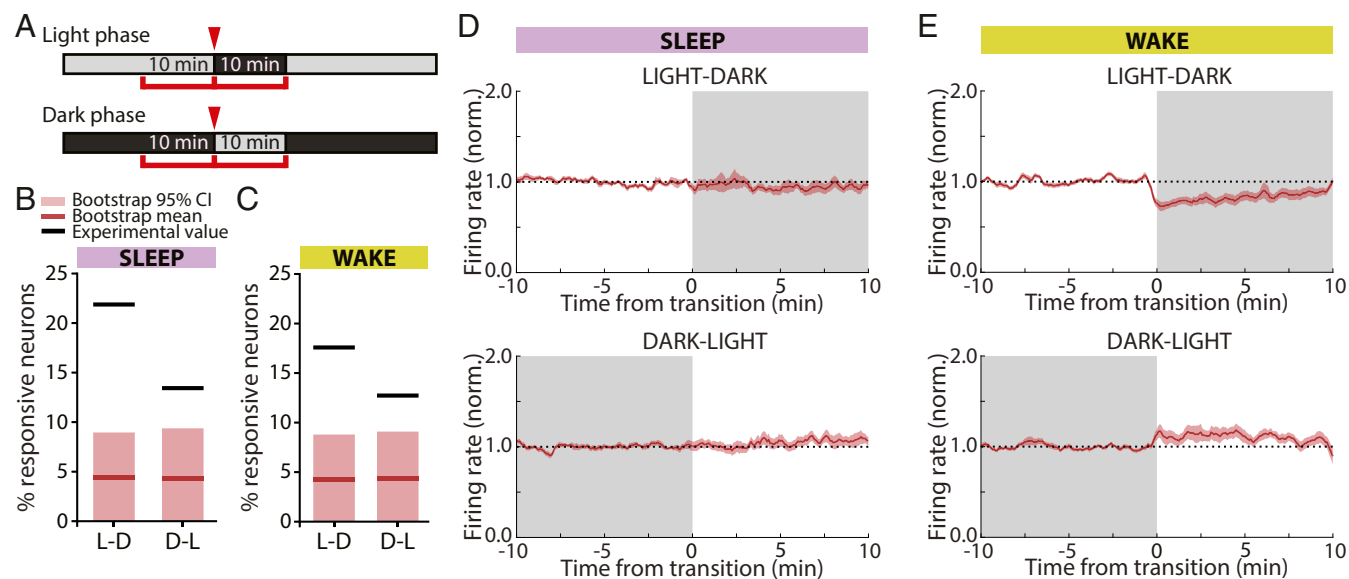 A
Light phase
10 min 10 min
Dark phase
10 min 10 min
B
Bootstrap 95% CI
Bootstrap mean
Experimental value
C
SLEEP
% responsive neurons
25
20
15
10
5
0
L-D D-L
WAKE
% responsive neurons
25
20
15
10
5
0
L-D D-L
D
SLEEP
LIGHT-DARK
Firing rate (norm.)
2.0
1.0
0.0
-10 -5 0 5 10
Time from transition (min)
DARK-LIGHT
Firing rate (norm.)
2.0
1.0
0.0
-10 -5 0 5 10
Time from transition (min)
E
WAKE
LIGHT-DARK
Firing rate (norm.)
2.0
1.0
0.0
-10 -5 0 5 10
Time from transition (min)
DARK-LIGHT
Firing rate (norm.)
2.0
1.0
0.0
-10 -5 0 5 10
Time from transition (min)